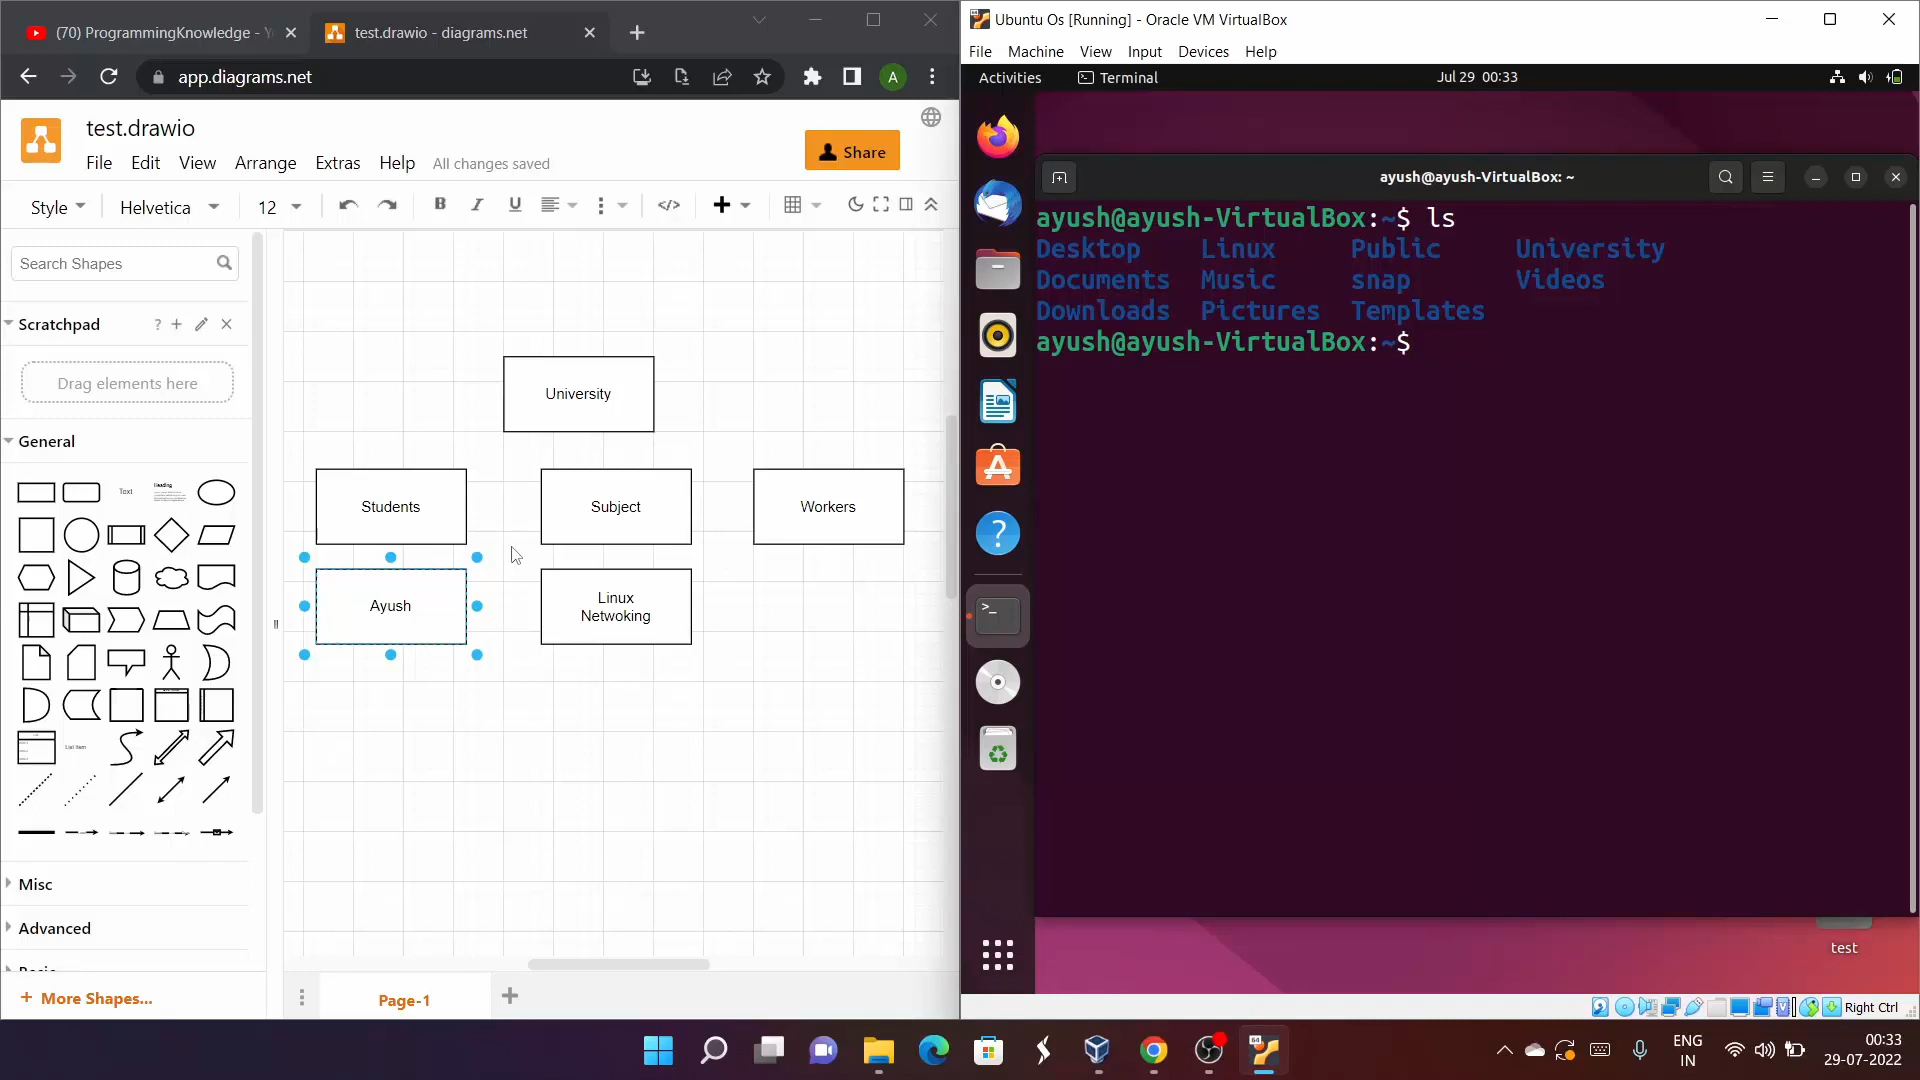 (70) ProgrammingKnowledge - Y
test.drawio - diagrams.net
app.diagrams.net
A
test.drawio
File Edit View Arrange Extras Help All changes saved
Share
Style Helvetica 12 B I U
Search Shapes
Scratchpad ?
Drag elements here
General
Text
Heading
List Item
Misc
Advanced
+ More Shapes...
University
Students
Subject
Workers
Ayush
Linux
Netwoking
Page-1
Ubuntu Os [Running] - Oracle VM VirtualBox
File Machine View Input Devices Help
Activities Terminal Jul 29 00:33
ayush@ayush-VirtualBox: ~
ayush@ayush-VirtualBox:~$ ls
Desktop Linux Public University
Documents Music snap Videos
Downloads Pictures Templates
ayush@ayush-VirtualBox:~$
test
Right Ctrl
ENG
IN
00:33
29-07-2022